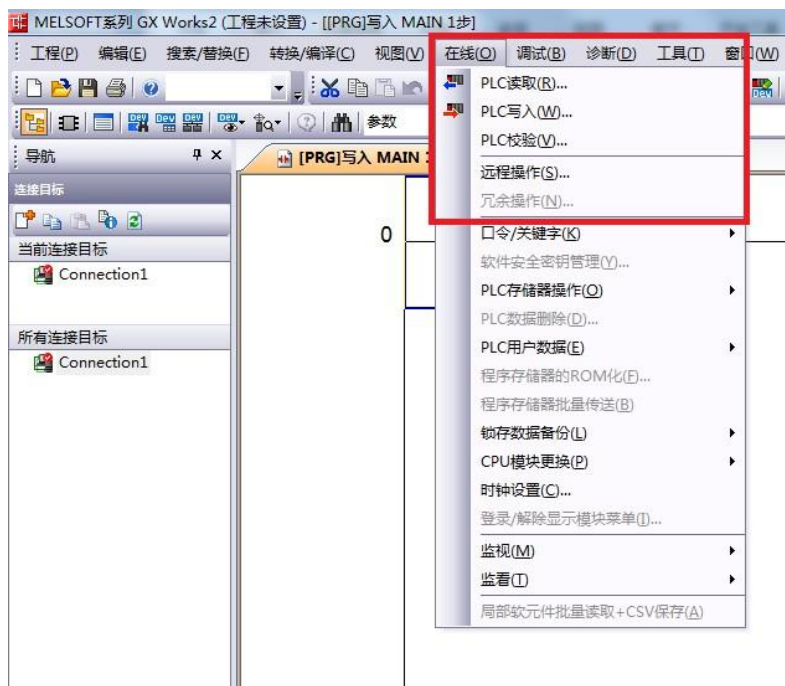 MELSOFT系列 GX Works2 (工程未设置) - [[PRG]写入 MAIN 1步]
工程(P) 编辑(E) 搜索/替换(F) 转换/编译(C) 视图(V) 在线(O) 调试(B) 诊断(D) 工具(T) 窗口(W)
参数
导航
[PRG]写入 MAIN
连接目标
当前连接目标
Connection1
所有连接目标
Connection1
0
PLC读取(R)...
PLC写入(W)...
PLC校验(V)...
远程操作(S)...
冗余操作(N)...
口令/关键字(K)
软件安全密钥管理(Y)...
PLC存储器操作(O)
PLC数据删除(D)...
PLC用户数据(E)
程序存储器的ROM化(F)...
程序存储器批量传送(B)
锁存数据备份(L)
CPU模块更换(P)
时钟设置(C)...
登录/解除显示模块菜单(I)...
监视(M)
监看(T)
局部软元件批量读取+CSV保存(A)